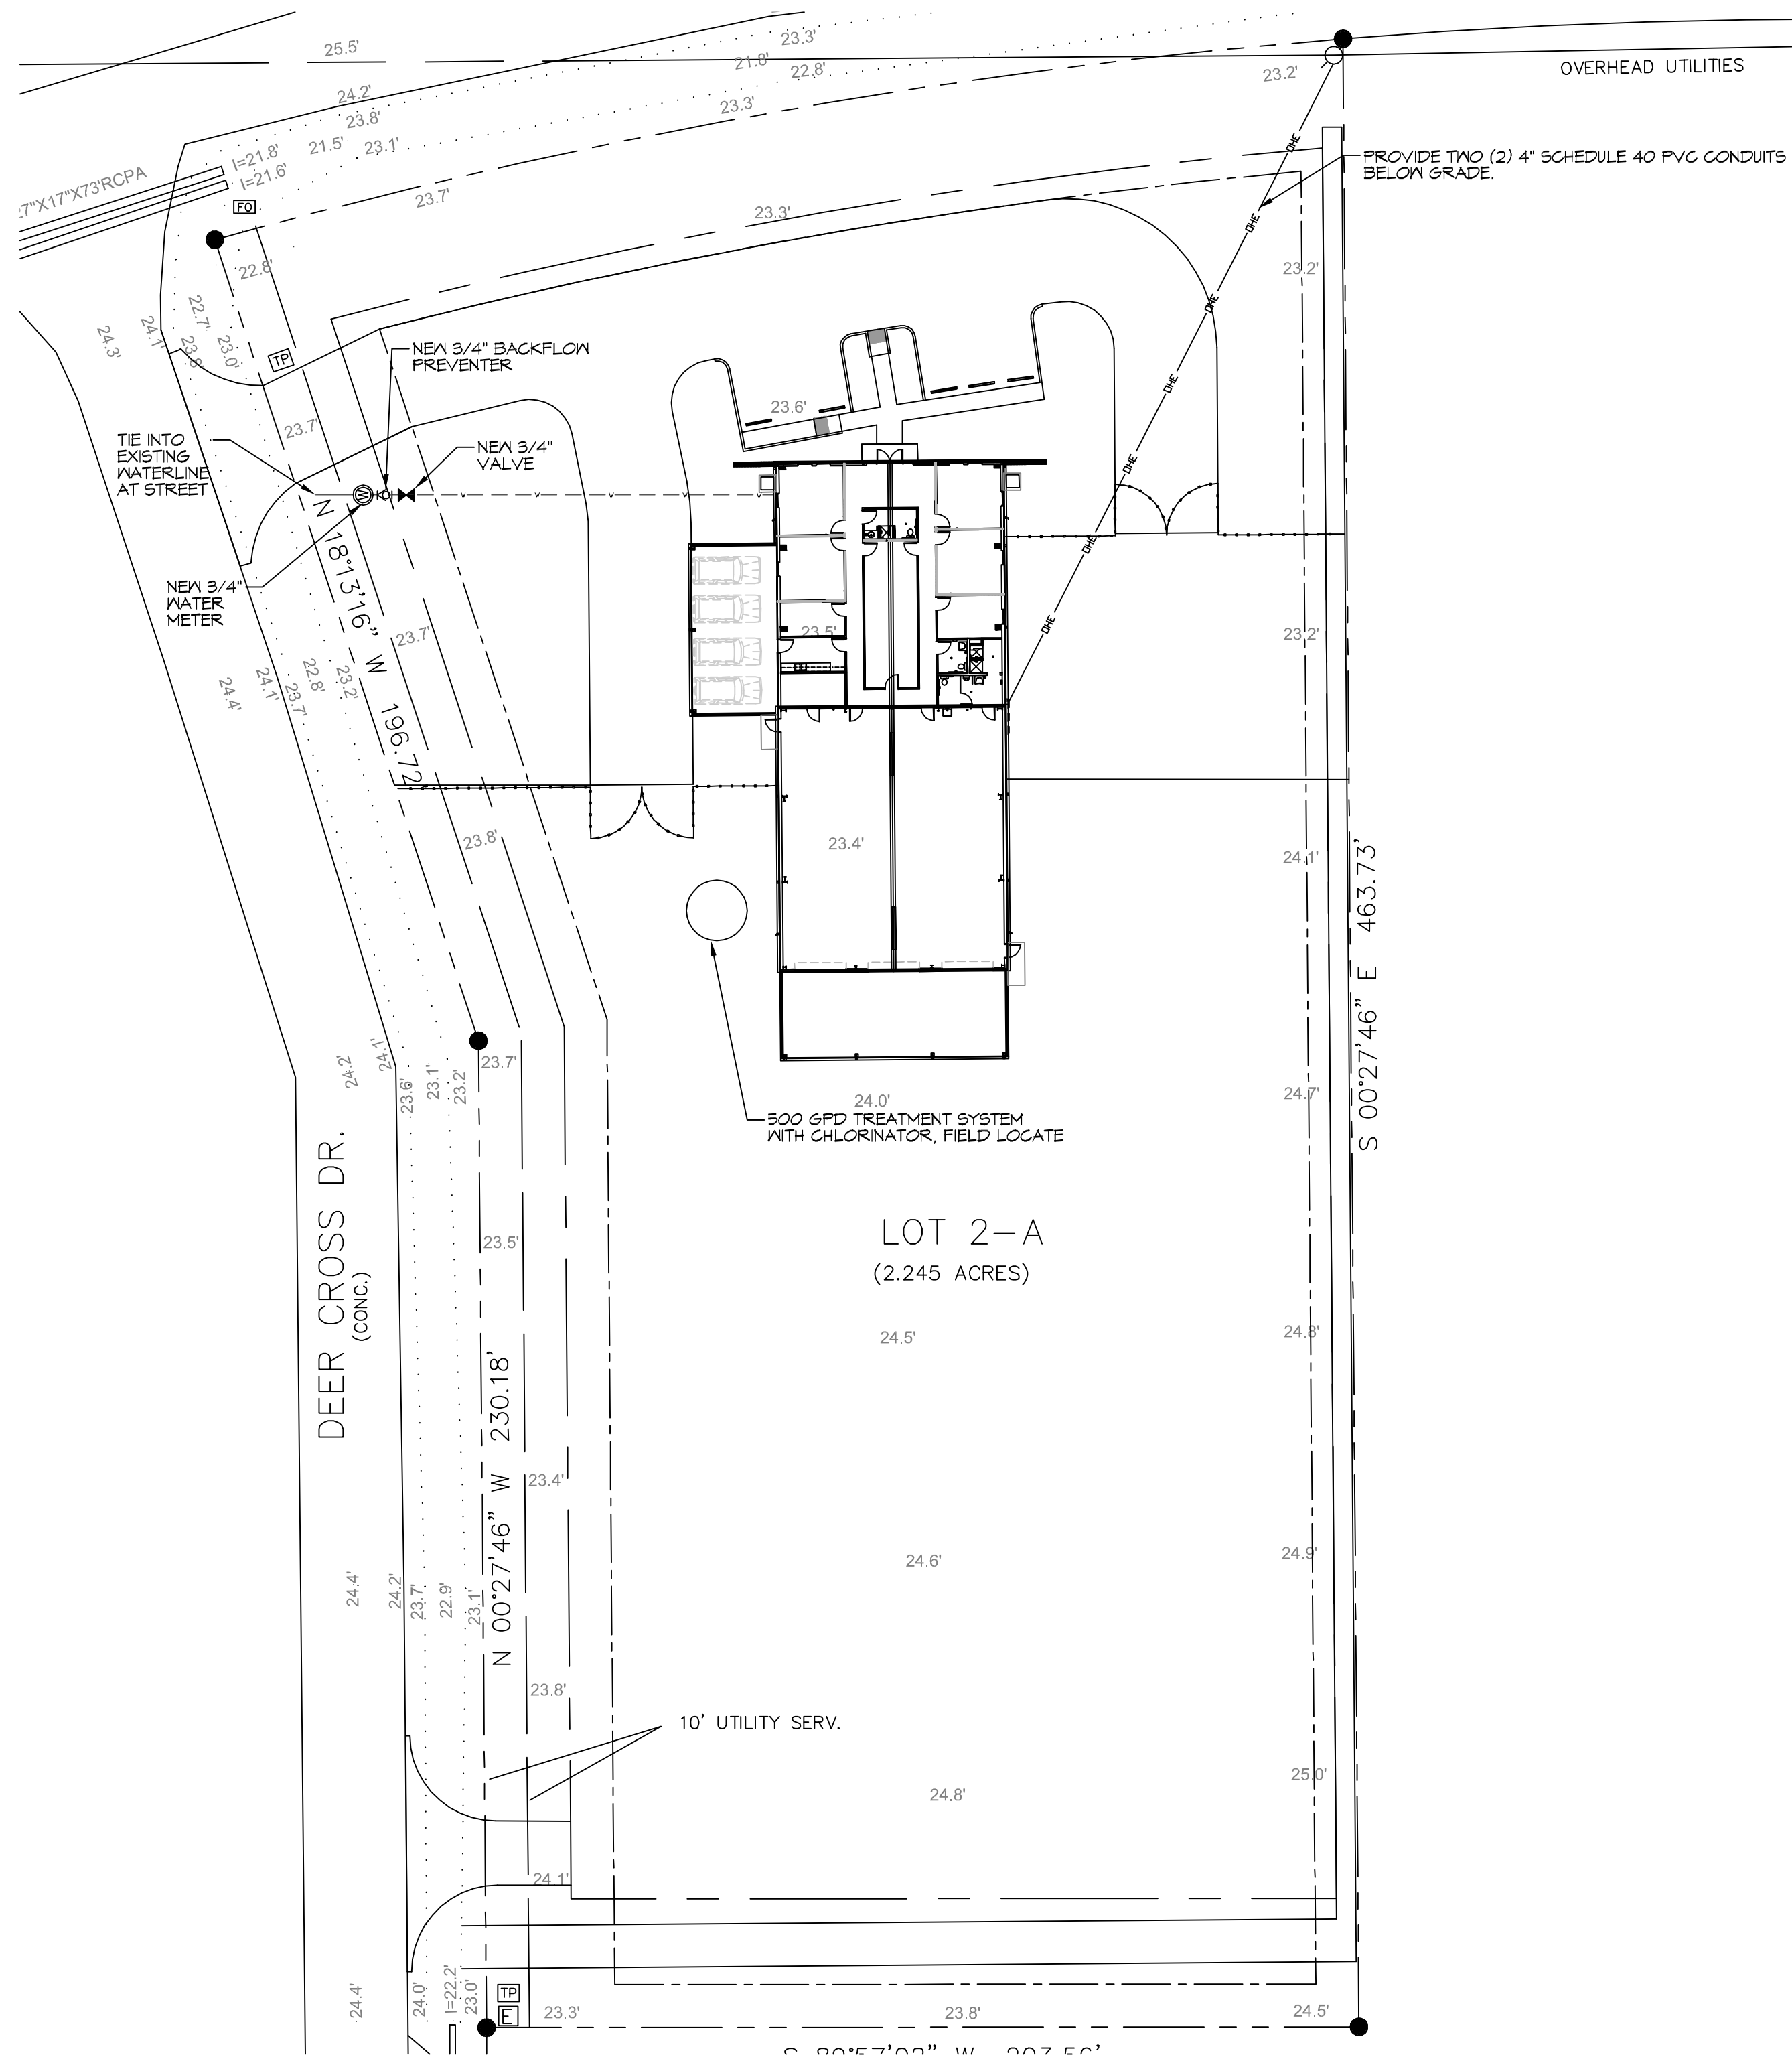 25.5'
23.3'
21.8'
22.8'
23.2'
OVERHEAD UTILITIES
24.2'
23.8'
23.3'
21.5'
23.1'
I=21.8'
I=21.6'
7"X17"X73'RCPA
FO
23.7'
23.3'
OHE
PROVIDE TWO (2) 4" SCHEDULE 40 PVC CONDUITS
BELOW GRADE.
OHE
22.8'
23.2'
22.7'
23.0'
24.3'
24.1'
23.8'
TP
OHE
NEW 3/4" BACKFLOW
PREVENTER
OHE
23.7'
23.6'
TIE INTO
EXISTING
WATERLINE
AT STREET
NEW 3/4"
VALVE
OHE
W
OHE
NEW 3/4"
WATER
METER
N 18°13'16" W 196.72'
23.7'
23.5'
OHE
23.2'
24.4'
24.1'
23.7'
22.8'
23.2'
23.8'
23.4'
24.1'
S 00°27'46" E 463.73'
24.2'
24.1'
23.6'
23.1'
23.2'
23.7'
24.0'
24.7'
500 GPD TREATMENT SYSTEM
WITH CHLORINATOR, FIELD LOCATE
DEER CROSS DR.
(CONC.)
LOT 2-A
(2.245 ACRES)
23.5'
24.5'
24.8'
N 00°27'46" W 230.18'
23.4'
24.6'
24.9'
24.4'
24.2'
23.7'
22.9'
23.1'
23.8'
10' UTILITY SERV.
24.8'
25.0'
24.1'
24.4'
24.0'
I=22.2'
23.0'
TP
E
23.3'
23.8'
24.5'